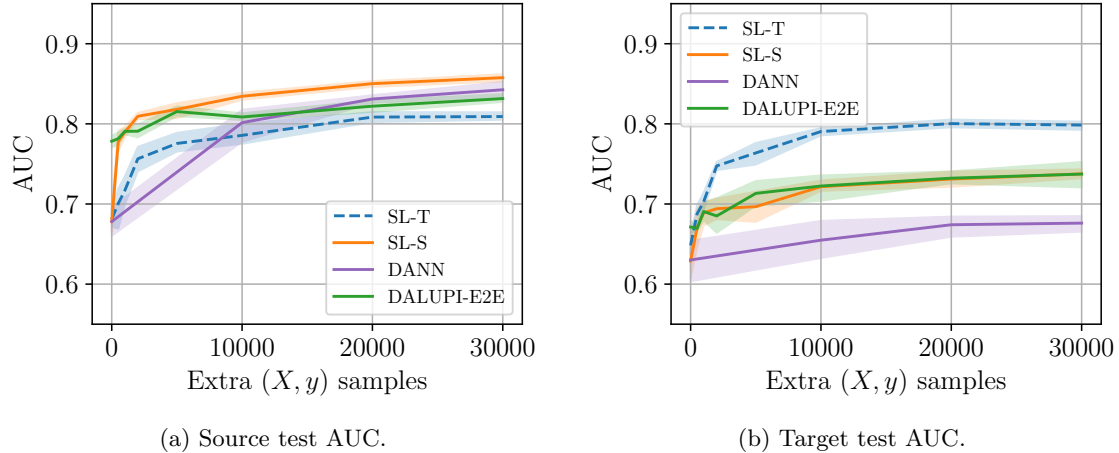 0.9
0.8
0.7
0.6
AUC
SL-T
SL-S
DANN
DALUPI-E2E
0 10000 20000 30000
Extra (X, y) samples
(a) Source test AUC.
0.9
0.8
0.7
0.6
AUC
SL-T
SL-S
DANN
DALUPI-E2E
0 10000 20000 30000
Extra (X, y) samples
(b) Target test AUC.